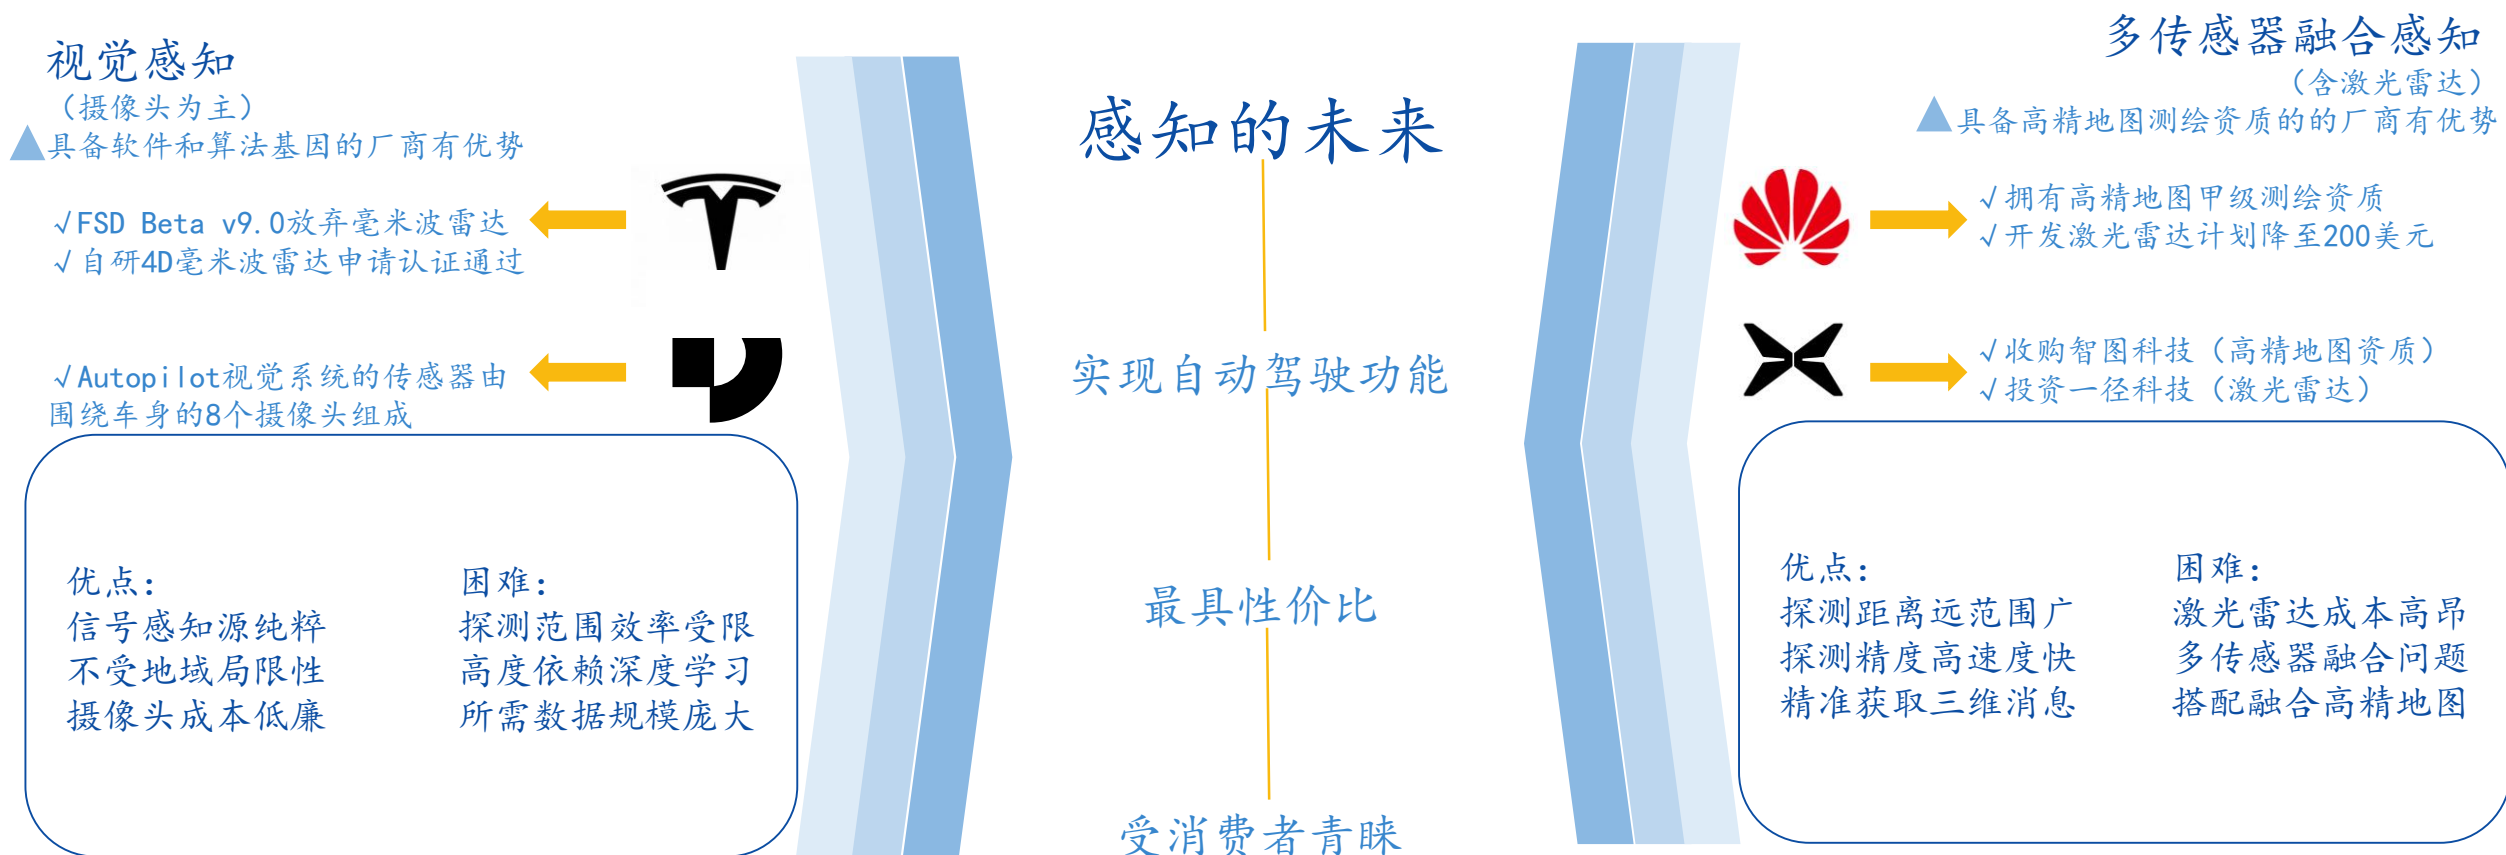 视觉感知
（摄像头为主）
具备软件和算法基因的厂商有优势
√FSD Beta v9.0放弃毫米波雷达
√自研4D毫米波雷达申请认证通过
√Autopilot视觉系统的传感器由
围绕车身的8个摄像头组成
优点：
信号感知源纯粹
不受地域局限性
摄像头成本低廉
困难：
探测范围效率受限
高度依赖深度学习
所需数据规模庞大
感知的未来
实现自动驾驶功能
最具性价比
受消费者青睐
多传感器融合感知
（含激光雷达）
具备高精地图测绘资质的的厂商有优势
√拥有高精地图甲级测绘资质
√开发激光雷达计划降至200美元
√收购智图科技（高精地图资质）
√投资一径科技（激光雷达）
优点：
探测距离远范围广
探测精度高速度快
精准获取三维消息
困难：
激光雷达成本高昂
多传感器融合问题
搭配融合高精地图